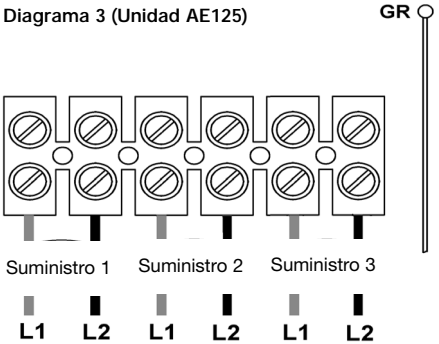 Diagrama 3 (Unidad AE125)
GR
Suministro 1 Suministro 2 Suministro 3
L1 L2 L1 L2 L1 L2